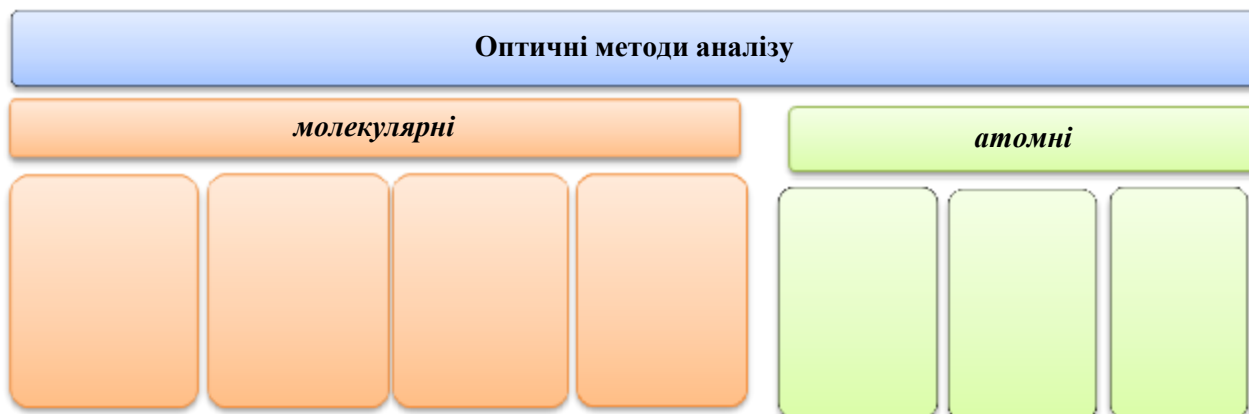 Оптичні методи аналізу
молекулярні
атомні